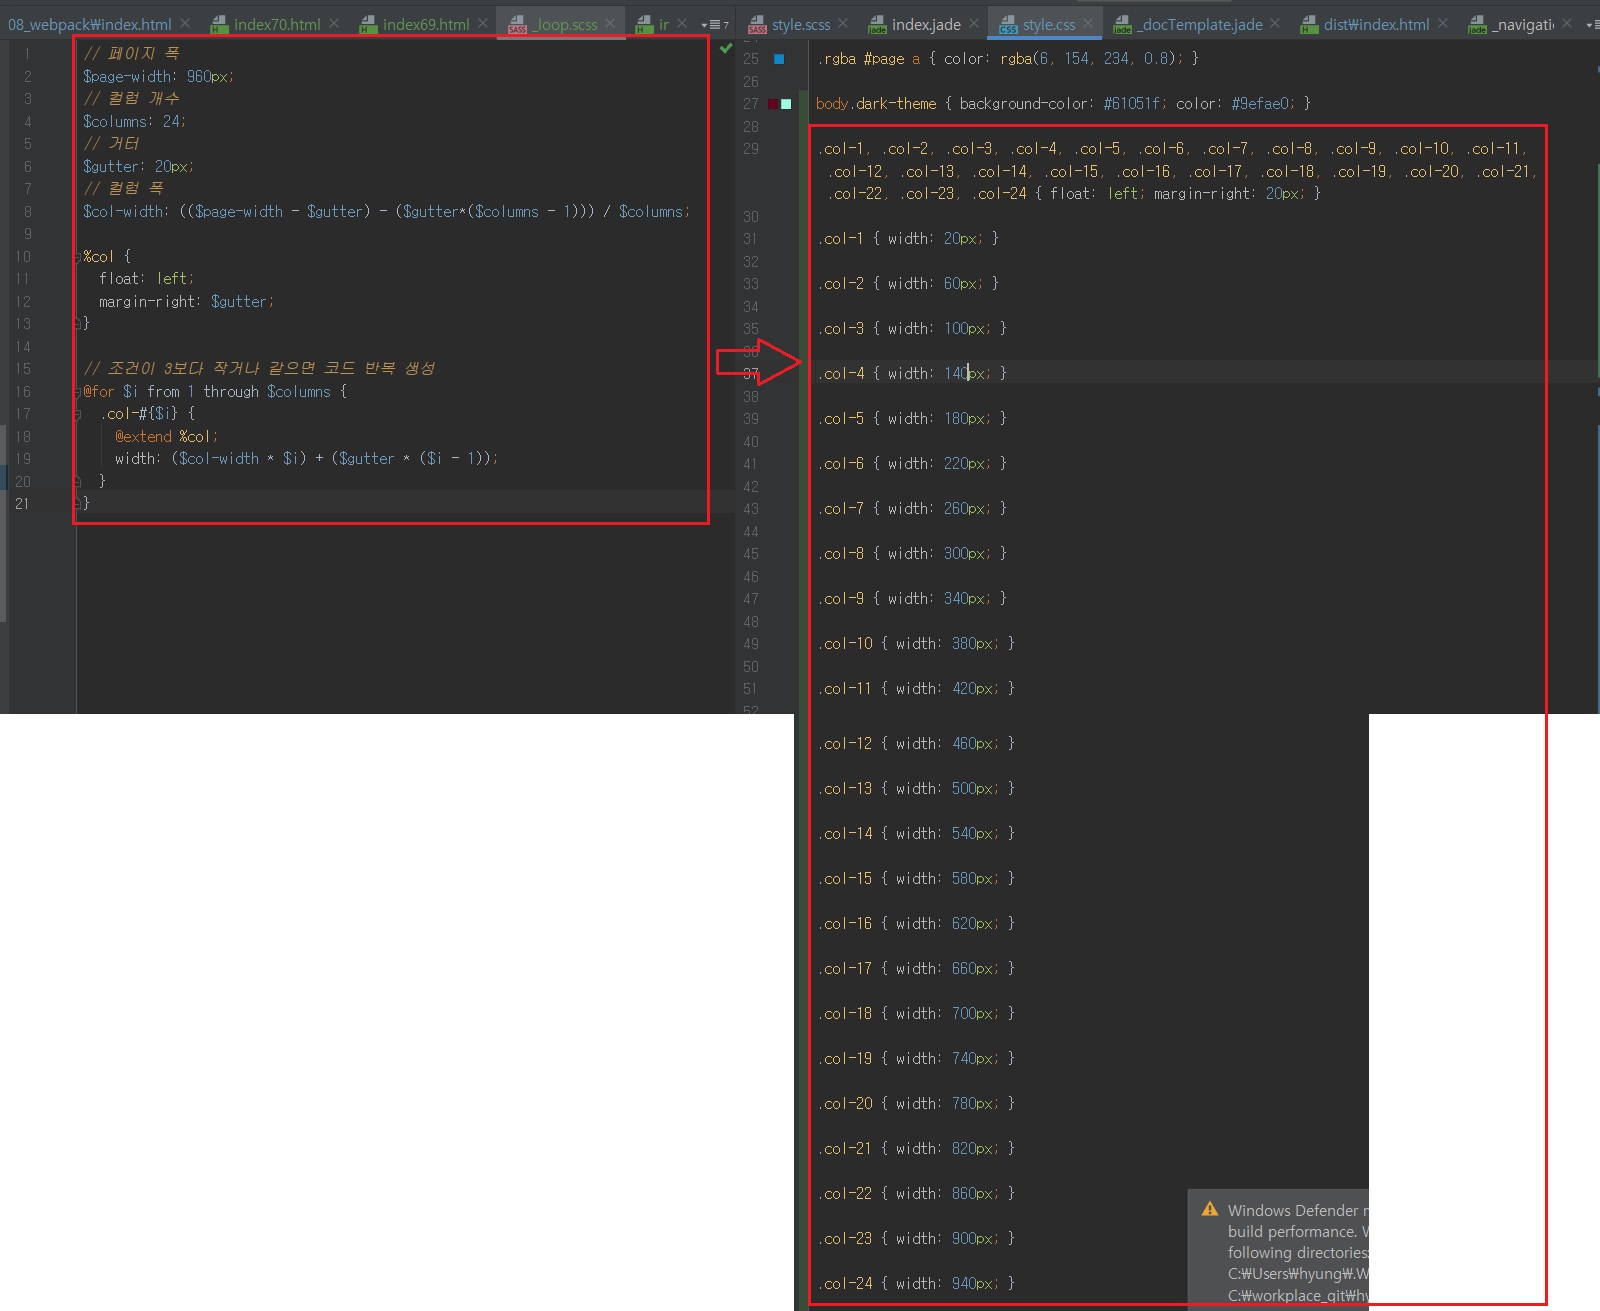 08_webpack₩index.html
index70.html
index69.html
_loop.scss
ir
7
style.scss
index.jade
style.css
_docTemplate.jade
dist₩index.html
_navigati
1 // 페이지 폭
2 $page-width: 960px;
3 // 컬럼 개수
4 $columns: 24;
5 // 거터
6 $gutter: 20px;
7 // 컬럼 폭
8 $col-width: (($page-width - $gutter) - ($gutter*($columns - 1))) / $columns;
9
10 %col {
11 float: left;
12 margin-right: $gutter;
13 }
14
15 // 조건이 3보다 작거나 같으면 코드 반복 생성
16 @for $i from 1 through $columns {
17 .col-#{$i} {
18 @extend %col;
19 width: ($col-width * $i) + ($gutter * ($i - 1));
20 }
21 }
25 .rgba #page a { color: rgba(6, 154, 234, 0.8); }
26
27 body.dark-theme { background-color: #61051f; color: #9efae0; }
28
29 .col-1, .col-2, .col-3, .col-4, .col-5, .col-6, .col-7, .col-8, .col-9, .col-10, .col-11,
.col-12, .col-13, .col-14, .col-15, .col-16, .col-17, .col-18, .col-19, .col-20, .col-21,
.col-22, .col-23, .col-24 { float: left; margin-right: 20px; }
30
31 .col-1 { width: 20px; }
32
33 .col-2 { width: 60px; }
34
35 .col-3 { width: 100px; }
36
37 .col-4 { width: 140px; }
38
39 .col-5 { width: 180px; }
40
41 .col-6 { width: 220px; }
42
43 .col-7 { width: 260px; }
44
45 .col-8 { width: 300px; }
46
47 .col-9 { width: 340px; }
48
49 .col-10 { width: 380px; }
50
51 .col-11 { width: 420px; }
52
.col-12 { width: 460px; }
.col-13 { width: 500px; }
.col-14 { width: 540px; }
.col-15 { width: 580px; }
.col-16 { width: 620px; }
.col-17 { width: 660px; }
.col-18 { width: 700px; }
.col-19 { width: 740px; }
.col-20 { width: 780px; }
.col-21 { width: 820px; }
.col-22 { width: 860px; }
.col-23 { width: 900px; }
.col-24 { width: 940px; }
Windows Defender
build performance.
following directories:
C:₩Users₩hyung₩.W
C:₩workplace_git₩hy